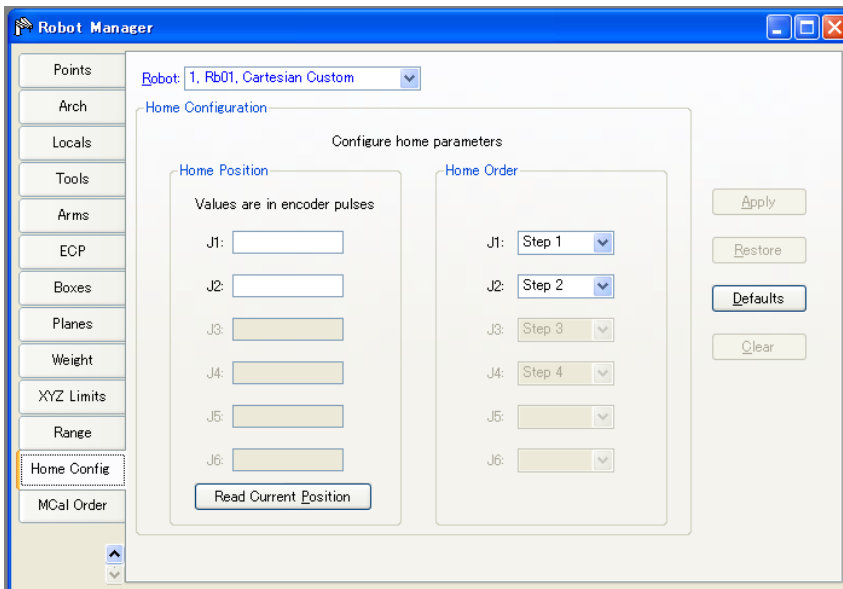 Robot Manager
Points
Arch
Locals
Tools
Arms
ECP
Boxes
Planes
Weight
XYZ Limits
Range
Home Config
MCal Order
Robot: 1, Rb01, Cartesian Custom
Home Configuration
Configure home parameters
Home Position
Values are in encoder pulses
J1:
J2:
J3:
J4:
J5:
J6:
Read Current Position
Home Order
J1: Step 1
J2: Step 2
J3: Step 3
J4: Step 4
J5:
J6:
Apply
Restore
Defaults
Clear